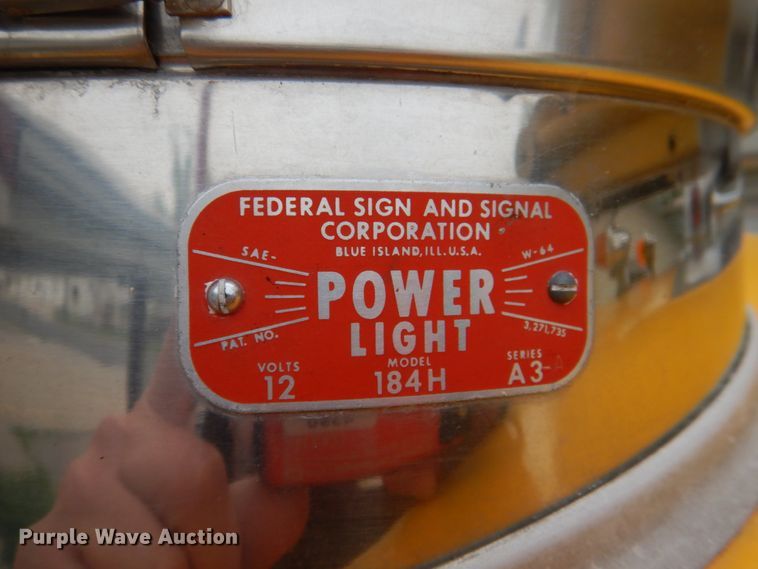 FEDERAL SIGN AND SIGNAL
CORPORATION
BLUE ISLAND, ILL. U.S.A.
SAE-
W-64
POWER
LIGHT
PAT. NO.
3,271,735
VOLTS
12
MODEL
184H
SERIES
A3
Purple Wave Auction